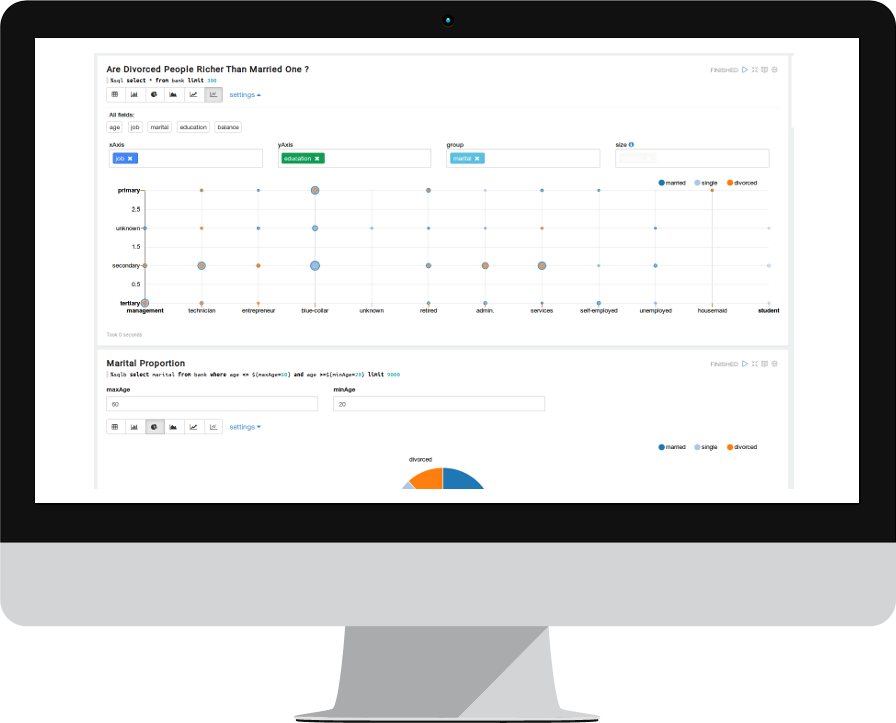 Are Divorced People Richer Than Married One ?
FINISHED
%sql select * from bank limit 300
settings
All fields:
age job marital education balance
xAxis yAxis group size
job education marital
married single divorced
primary
2.5
unknown
1.5
secondary
0.5
tertiary
management technician entrepreneur blue-collar unknown retired admin. services self-employed unemployed housemaid student
Took 0 seconds
Marital Proportion
FINISHED
select marital from bank where age <= ${maxAge=60} and age >=${minAge=20} limit 9000
maxAge minAge
60 20
settings
married single divorced
divorced